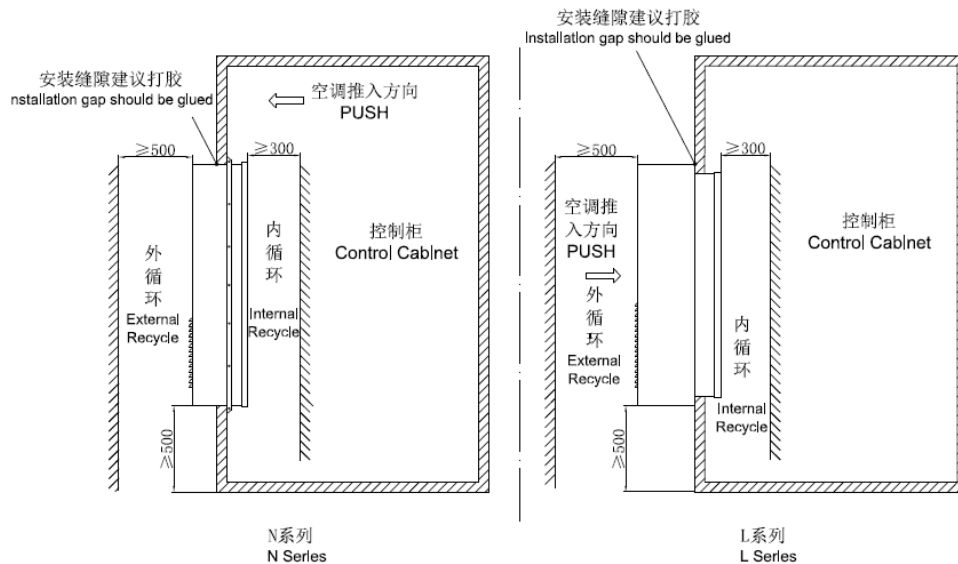 安装缝隙建议打胶
nstallation gap should be glued
空调推入方向
PUSH
≥500
≥300
外
循
环
External
Recycle
内
循
环
Internal
Recycle
控制柜
Control Cabinet
≥500
N系列
N Series
安装缝隙建议打胶
Installation gap should be glued
≥500
≥300
空调推
入方向
PUSH
外
循
环
External
Recycle
内
循
环
Internal
Recycle
控制柜
Control Cabinet
≥500
L系列
L Series